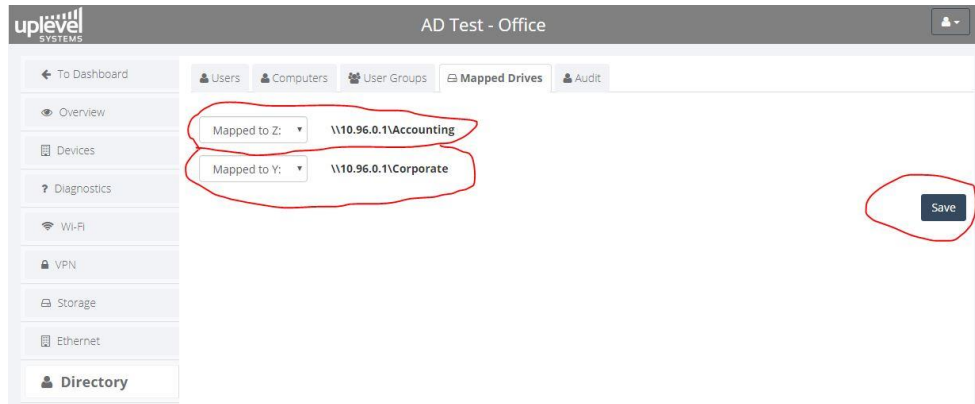 uplevel
SYSTEMS
AD Test - Office
To Dashboard
Overview
Devices
? Diagnostics
Wi-Fi
VPN
Storage
Ethernet
Directory
Users Computers User Groups Mapped Drives Audit
Mapped to Z: \\10.96.0.1\Accounting
Mapped to Y: \\10.96.0.1\Corporate
Save